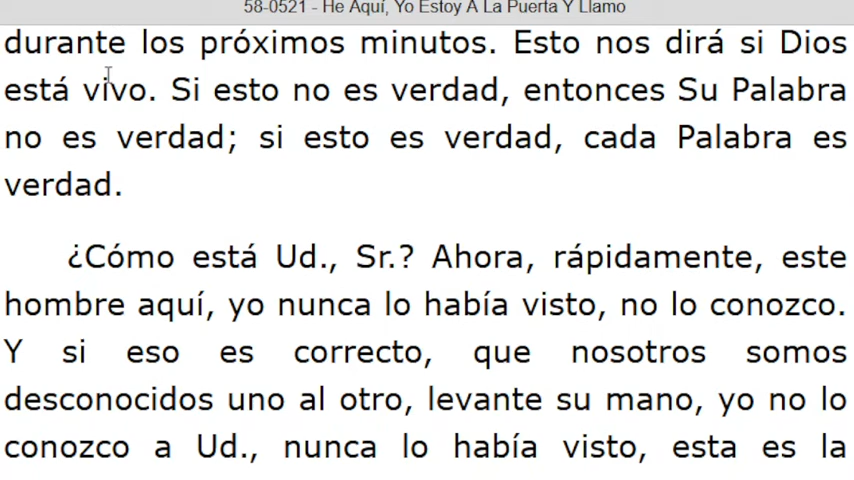 58-0521 - He Aquí, Yo Estoy A La Puerta Y Llamo
durante los próximos minutos. Esto nos dirá si Dios
está vivo. Si esto no es verdad, entonces Su Palabra
no es verdad; si esto es verdad, cada Palabra es
verdad.
¿Cómo está Ud., Sr.? Ahora, rápidamente, este
hombre aquí, yo nunca lo había visto, no lo conozco.
Y si eso es correcto, que nosotros somos
desconocidos uno al otro, levante su mano, yo no lo
conozco a Ud., nunca lo había visto, esta es la